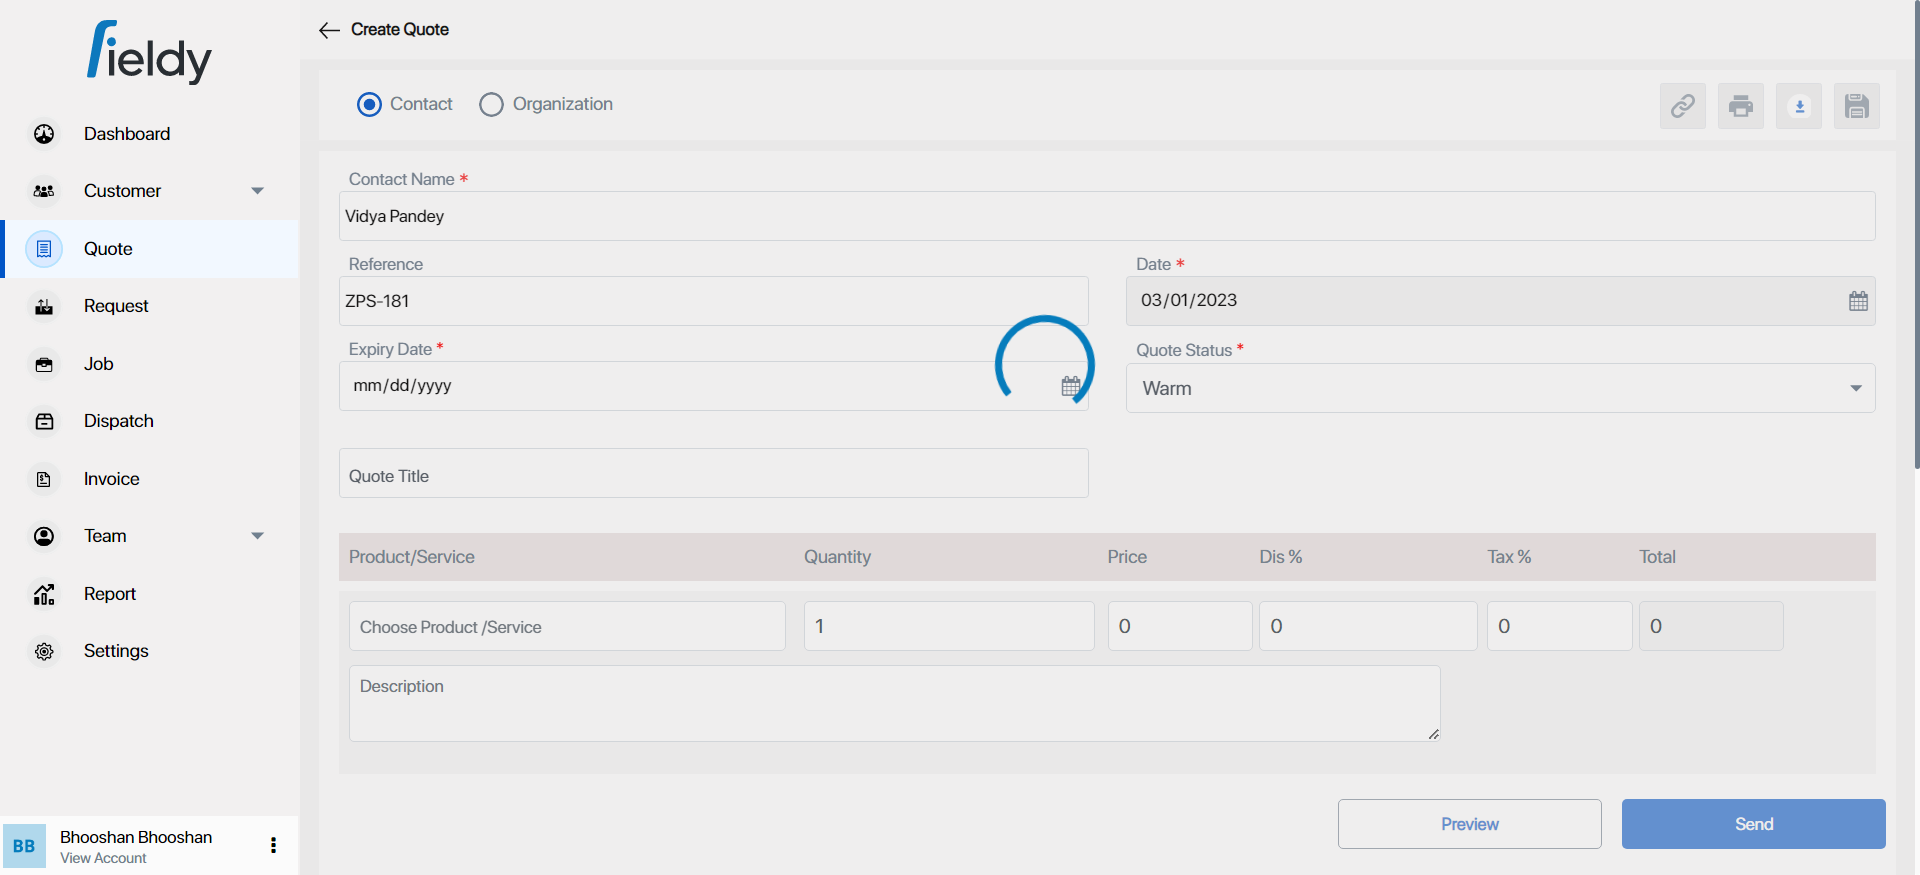 fieldy
Dashboard
Customer
Quote
Request
Job
Dispatch
Invoice
Team
Report
Settings
BB
Bhooshan Bhooshan
View Account
Create Quote
Contact
Organization
Contact Name *
Vidya Pandey
Reference
ZPS-181
Date *
03/01/2023
Expiry Date *
mm/dd/yyyy
Quote Status *
Warm
Quote Title
Product/Service Quantity Price Dis % Tax % Total
Choose Product /Service 1 0 0 0 0
Description
Preview Send